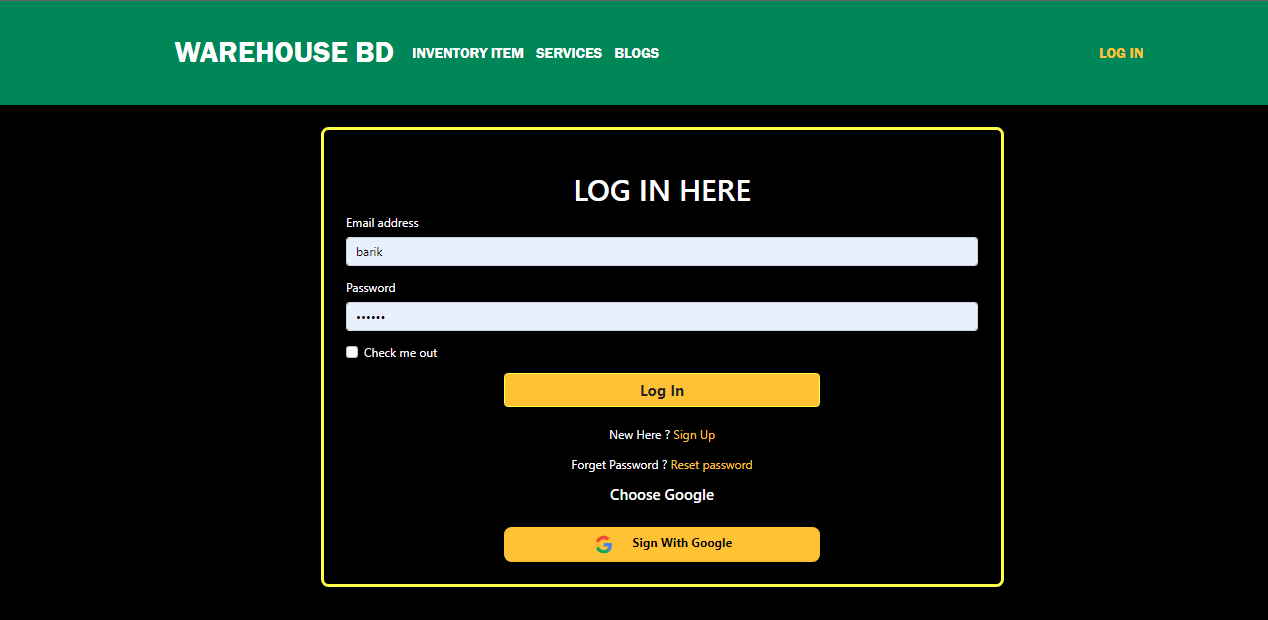 WAREHOUSE BD INVENTORY ITEM SERVICES BLOGS LOG IN
LOG IN HERE
Email address
barik
Password
••••••
Check me out
Log In
New Here ? Sign Up
Forget Password ? Reset password
Choose Google
Sign With Google